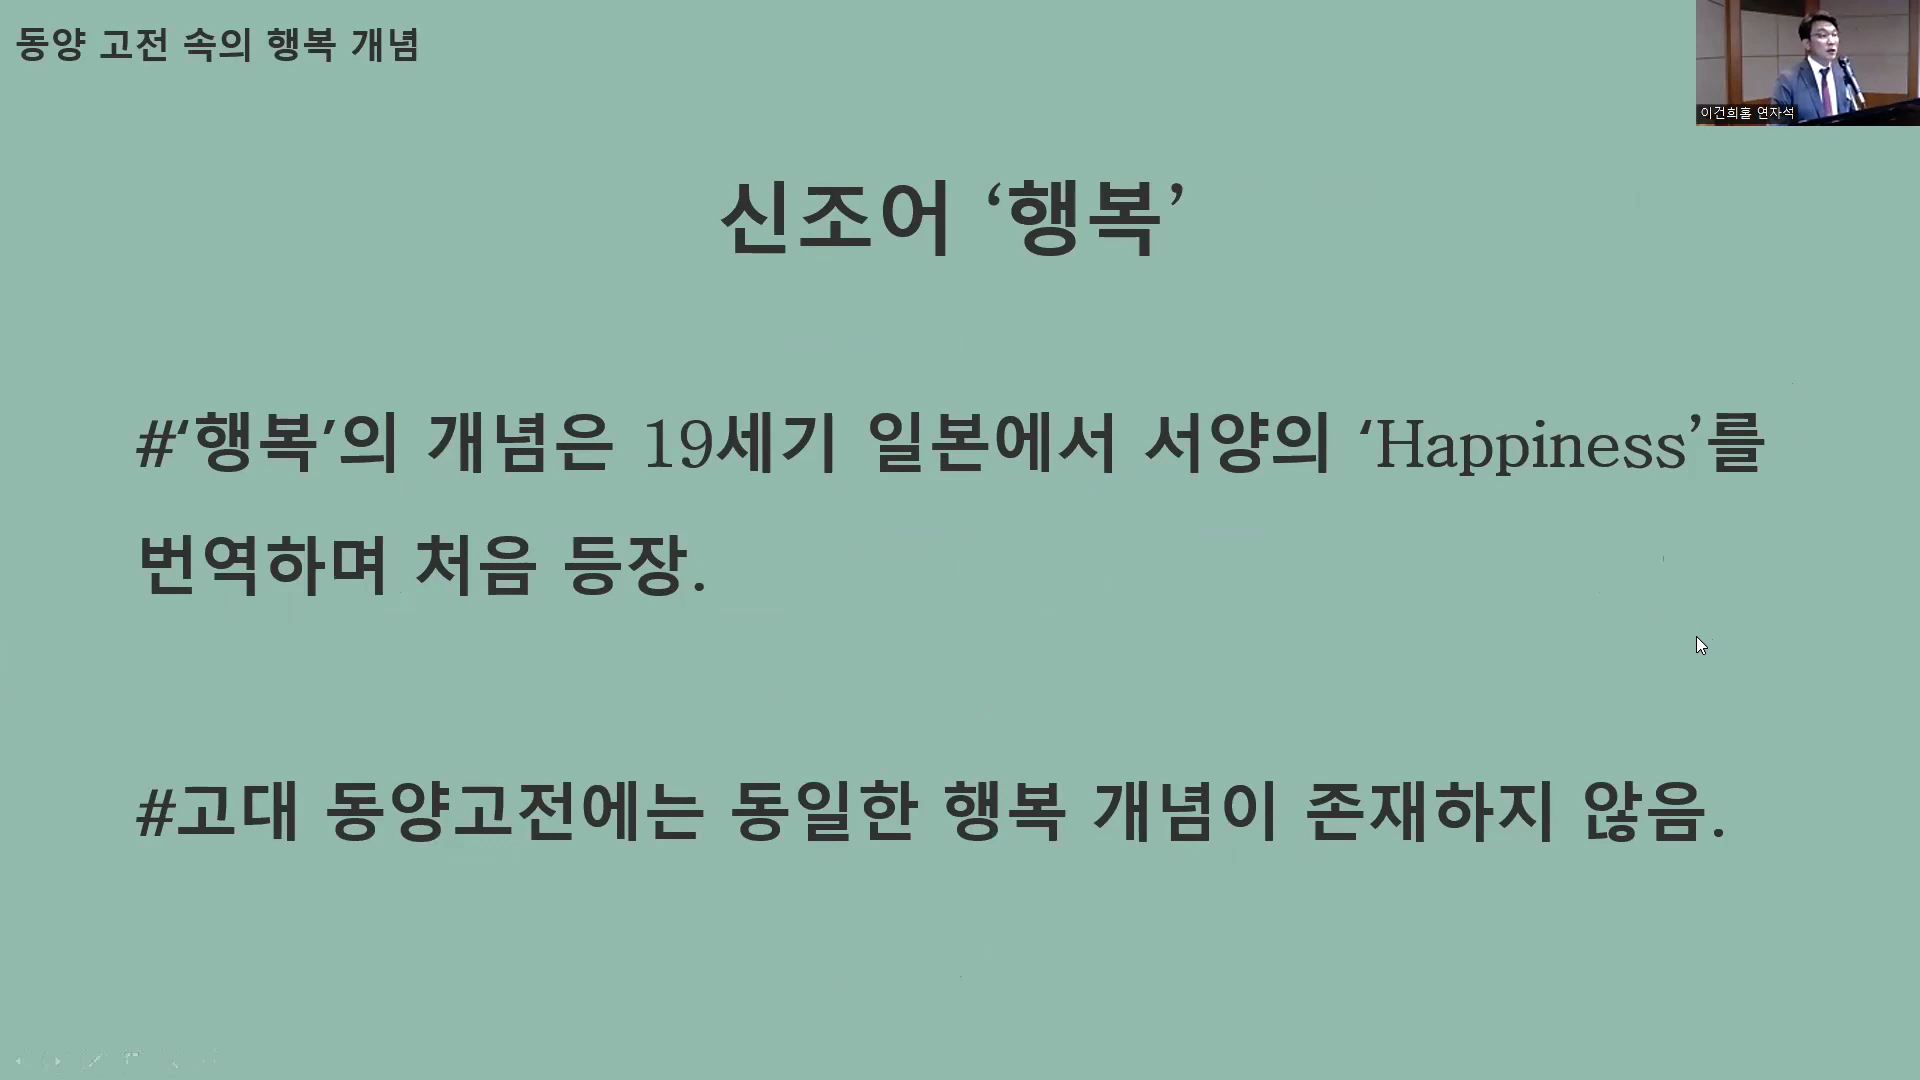 동양 고전 속의 행복 개념
이건희홀 연자석
신조어 ‘행복’
#‘행복’의 개념은 19세기 일본에서 서양의 ‘Happiness’를
번역하며 처음 등장.
#고대 동양고전에는 동일한 행복 개념이 존재하지 않음.